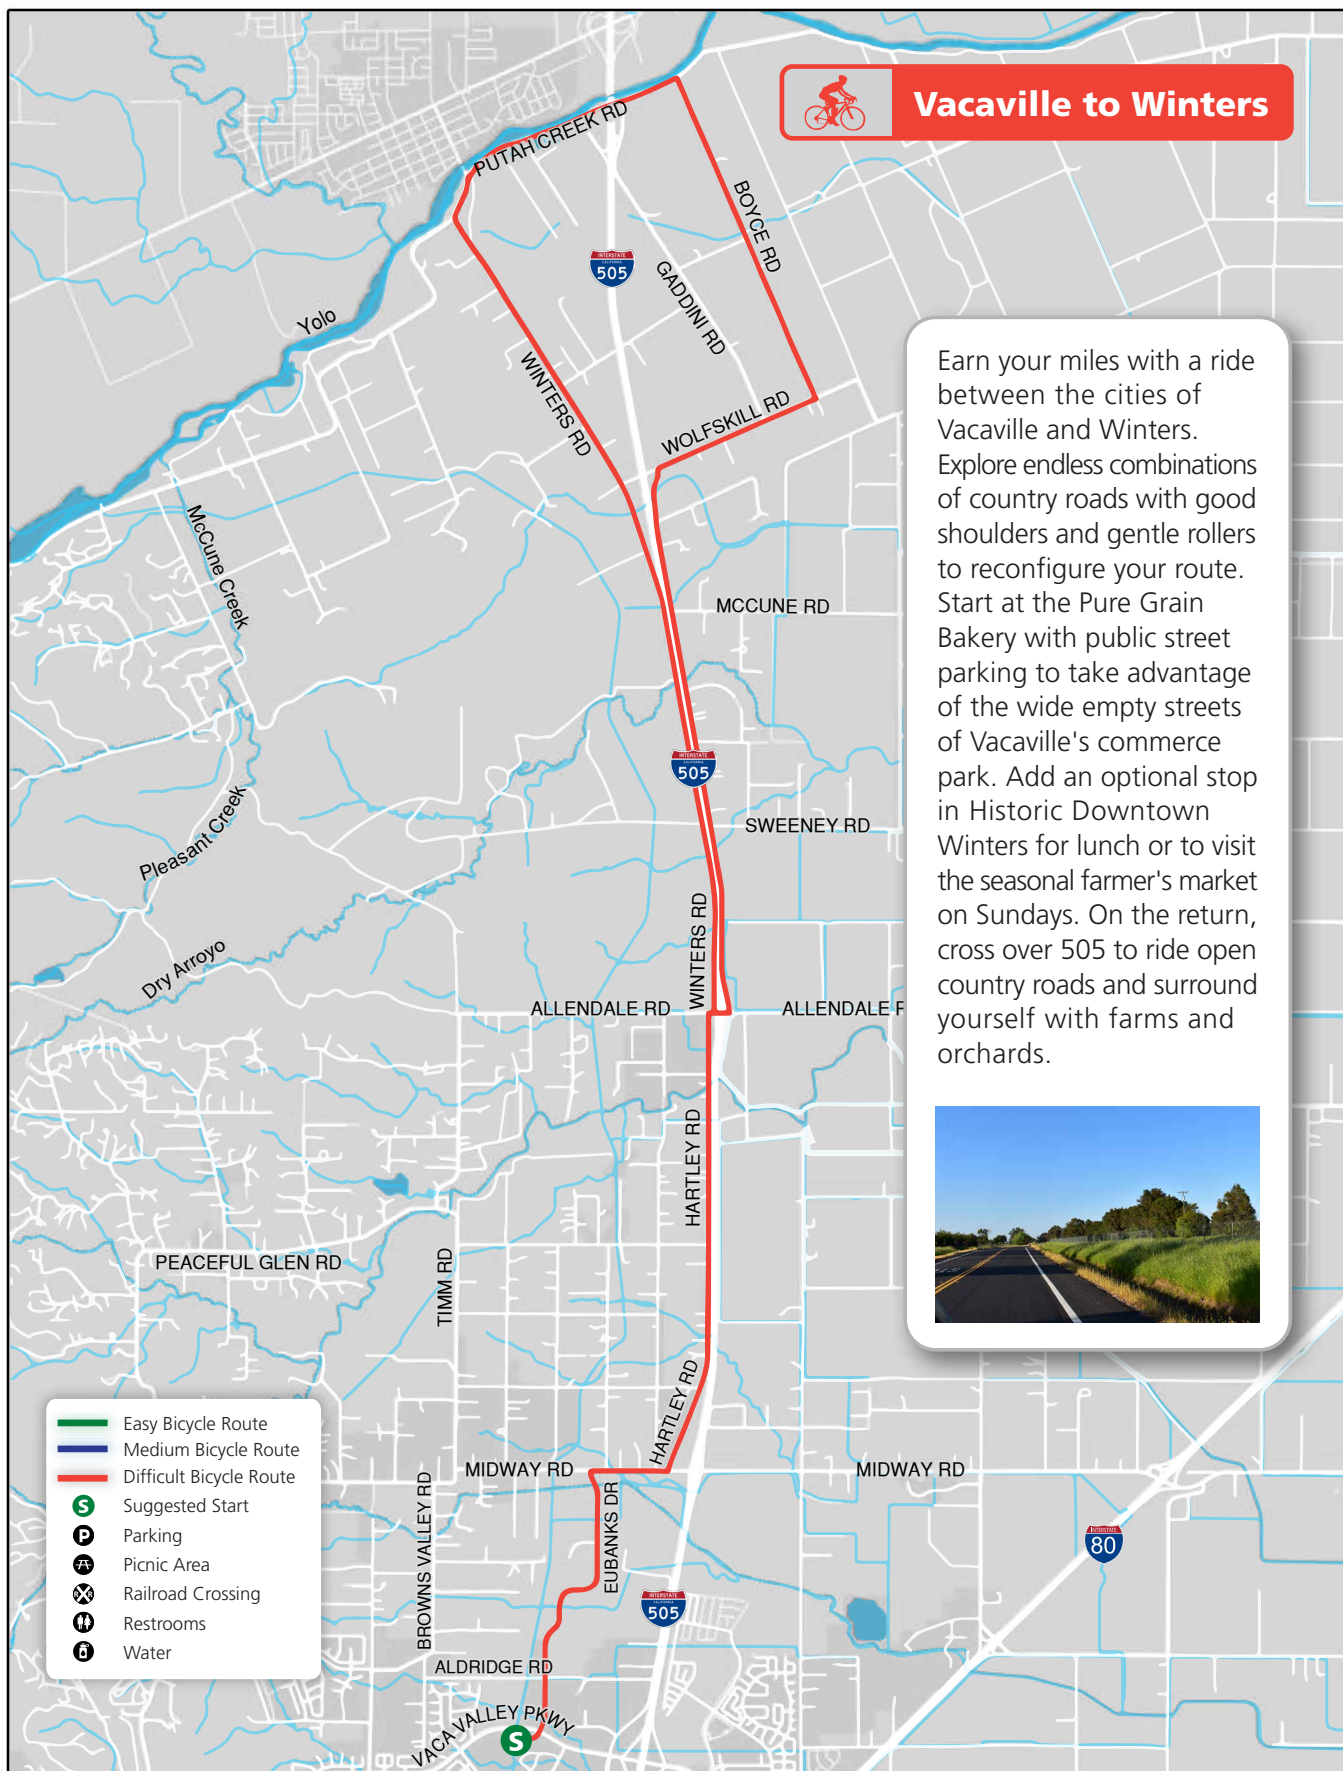 Vacaville to Winters
PUTAH CREEK RD
BOYCE RD
INTERSTATE
CALIFORNIA
505
GADDINI RD
Yolo
WINTERS RD
WOLFSKILL RD
McCune Creek
MCCUNE RD
INTERSTATE
CALIFORNIA
505
Pleasant Creek
SWEENEY RD
WINTERS RD
Dry Arroyo
ALLENDALE RD
ALLENDALE R
HARTLEY RD
PEACEFUL GLEN RD
TIMM RD
HARTLEY RD
MIDWAY RD
MIDWAY RD
BROWNS VALLEY RD
EUBANKS DR
INTERSTATE
80
INTERSTATE
CALIFORNIA
505
ALDRIDGE RD
VACA VALLEY PKWY
S
Earn your miles with a ride
between the cities of
Vacaville and Winters.
Explore endless combinations
of country roads with good
shoulders and gentle rollers
to reconfigure your route.
Start at the Pure Grain
Bakery with public street
parking to take advantage
of the wide empty streets
of Vacaville's commerce
park. Add an optional stop
in Historic Downtown
Winters for lunch or to visit
the seasonal farmer's market
on Sundays. On the return,
cross over 505 to ride open
country roads and surround
yourself with farms and
orchards.
Easy Bicycle Route
Medium Bicycle Route
Difficult Bicycle Route
S Suggested Start
P Parking
Picnic Area
R R Railroad Crossing
Restrooms
Water